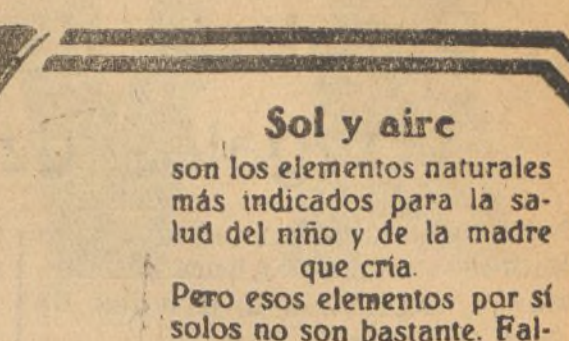 Sol y aire
son los elementos naturales
más indicados para la sa-
lud del niño y de la madre
que cría.
Pero esos elementos por sí
solos no son bastante. Fal-